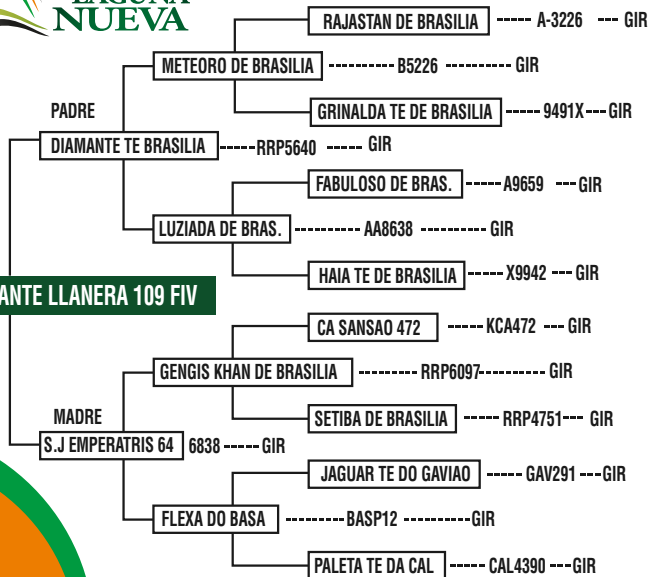 LAGUNA
NUEVA
RAJASTAN DE BRASILIA ----- A-3226 --- GIR
METEORO DE BRASILIA ---------- B5226 ---------- GIR
GRINALDA TE DE BRASILIA ----- 9491X --- GIR
PADRE
DIAMANTE TE BRASILIA -----RRP5640 ----- GIR
FABULOSO DE BRAS. ----- A9659 --- GIR
LUZIADA DE BRAS. ---------- AA8638 ---------- GIR
HAIA TE DE BRASILIA ----- X9942 --- GIR
ANTE LLANERA 109 FIV
CA SANSAO 472 ----- KCA472 --- GIR
GENGIS KHAN DE BRASILIA --------- RRP6097---------- GIR
SETIBA DE BRASILIA ----- RRP4751--- GIR
MADRE
S.J EMPERATRIS 64 6838 ----- GIR
JAGUAR TE DO GAVIAO ----- GAV291 ---GIR
FLEXA DO BASA ---------- BASP12 ----------GIR
PALETA TE DA CAL ----- CAL4390 ---GIR